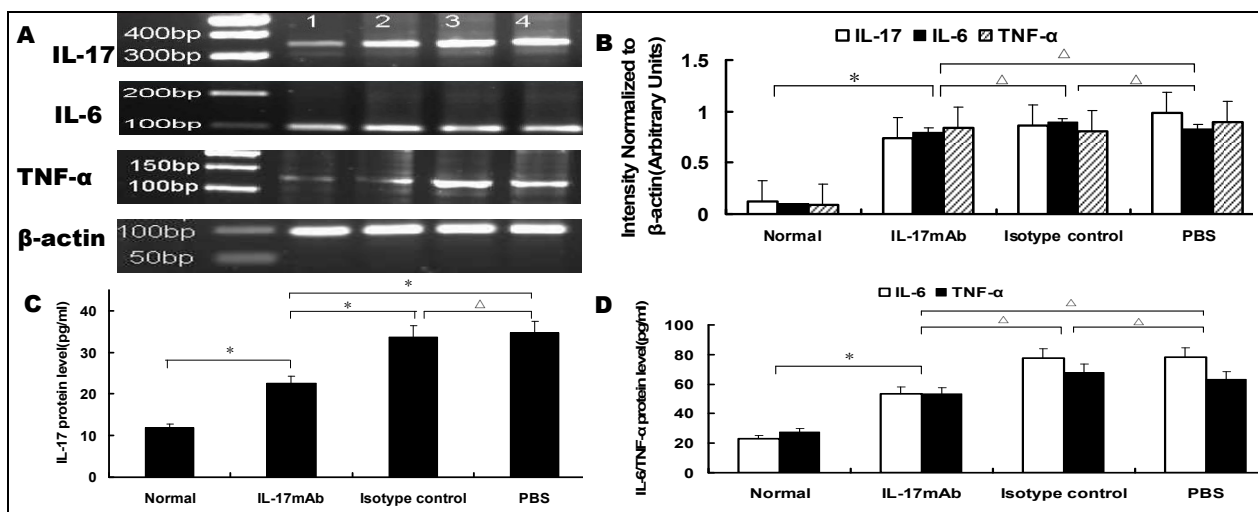 A
1 2 3 4
400bp
IL-17
300bp
200bp
IL-6
100bp
150bp
TNF-α
100bp
β-actin
100bp
50bp
B
IL-17 IL-6 TNF-α
Intensity Normalized to
β-actin(Arbitrary Units)
1.5
1
0.5
0
* △ △ △
Normal IL-17mAb Isotype control PBS
C
IL-17 protein level(pg/ml)
40
30
20
10
0
* * * △
Normal IL-17mAb Isotype control PBS
D
IL-6 TNF-α
IL-6/TNF-α protein level(pg/ml)
100
80
60
40
20
0
* △ △ △
Normal IL-17mAb Isotype control PBS